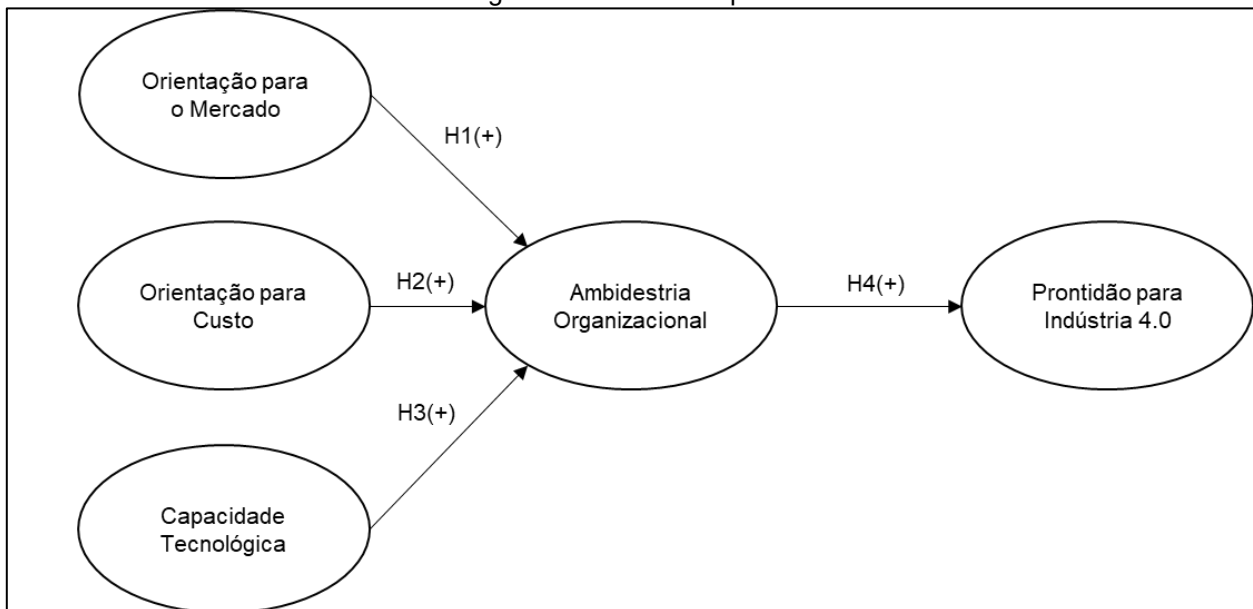 Orientação para
o Mercado
H1(+)
Orientação para
Custo
H2(+)
Ambidestria
Organizacional
H4(+)
Prontidão para
Indústria 4.0
H3(+)
Capacidade
Tecnológica